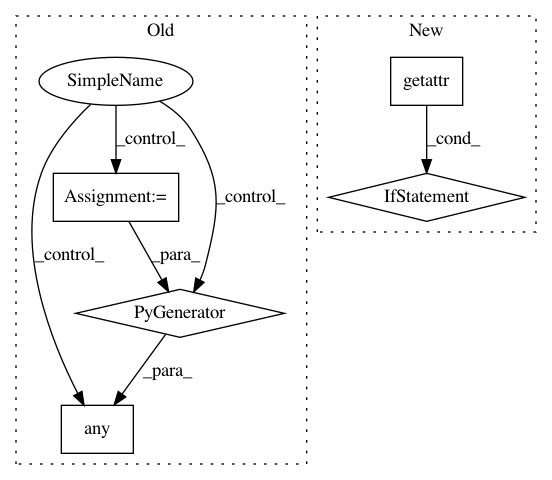 Old
New
SimpleName
getattr
_control_
_cond_
Assignment:=
_control_
IfStatement
_control_
_para_
PyGenerator
_para_
any